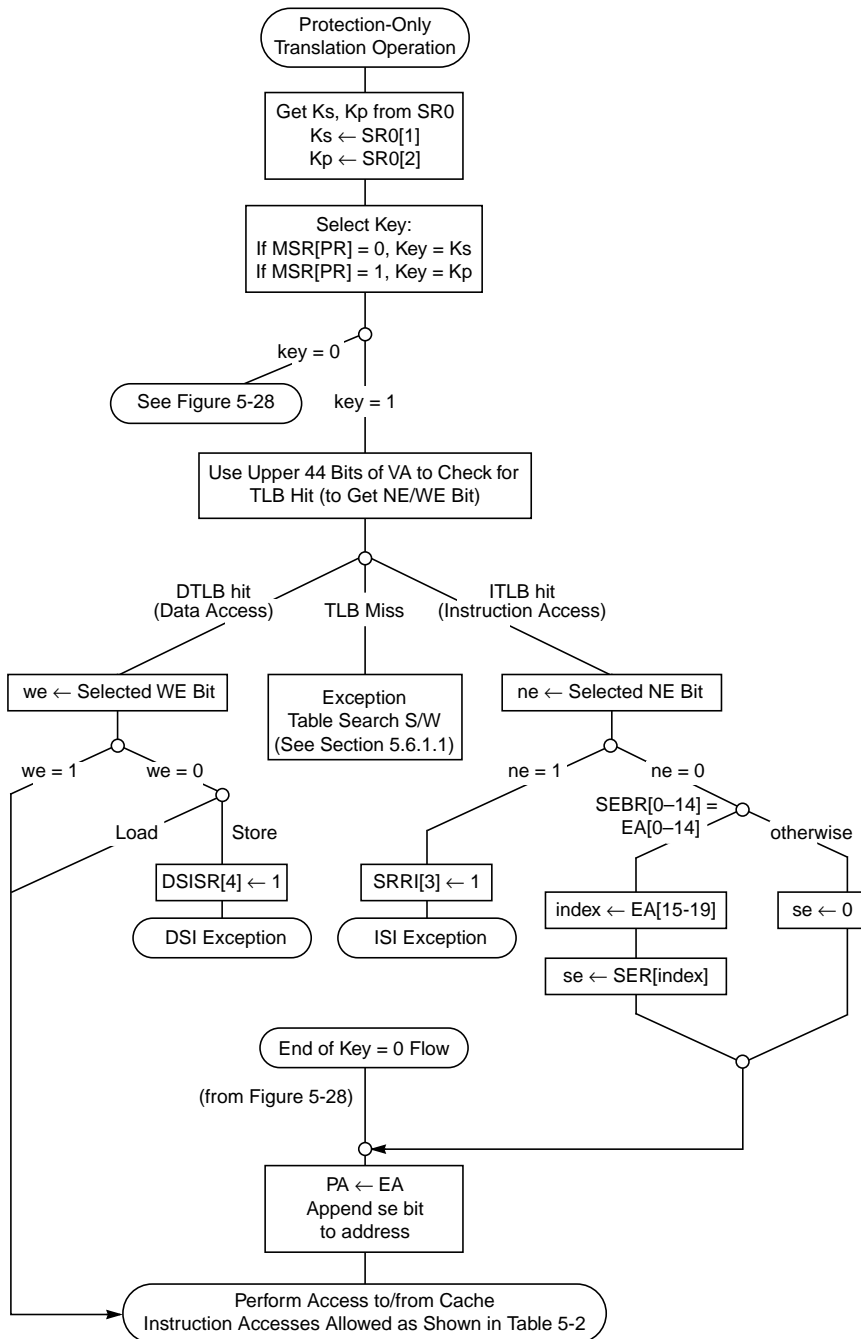 Protection-Only
Translation Operation
Get Ks, Kp from SR0
Ks ← SR0[1]
Kp ← SR0[2]
Select Key:
If MSR[PR] = 0, Key = Ks
If MSR[PR] = 1, Key = Kp
key = 0
See Figure 5-28
key = 1
Use Upper 44 Bits of VA to Check for
TLB Hit (to Get NE/WE Bit)
DTLB hit
(Data Access)
TLB Miss
ITLB hit
(Instruction Access)
we ← Selected WE Bit
Exception
Table Search S/W
(See Section 5.6.1.1)
ne ← Selected NE Bit
we = 1
we = 0
ne = 1
ne = 0
Load
Store
SEBR[0–14] =
EA[0–14]
otherwise
DSISR[4] ← 1
DSI Exception
SRRI[3] ← 1
ISI Exception
index ← EA[15-19]
se ← 0
se ← SER[index]
End of Key = 0 Flow
(from Figure 5-28)
PA ← EA
Append se bit
to address
Perform Access to/from Cache
Instruction Accesses Allowed as Shown in Table 5-2